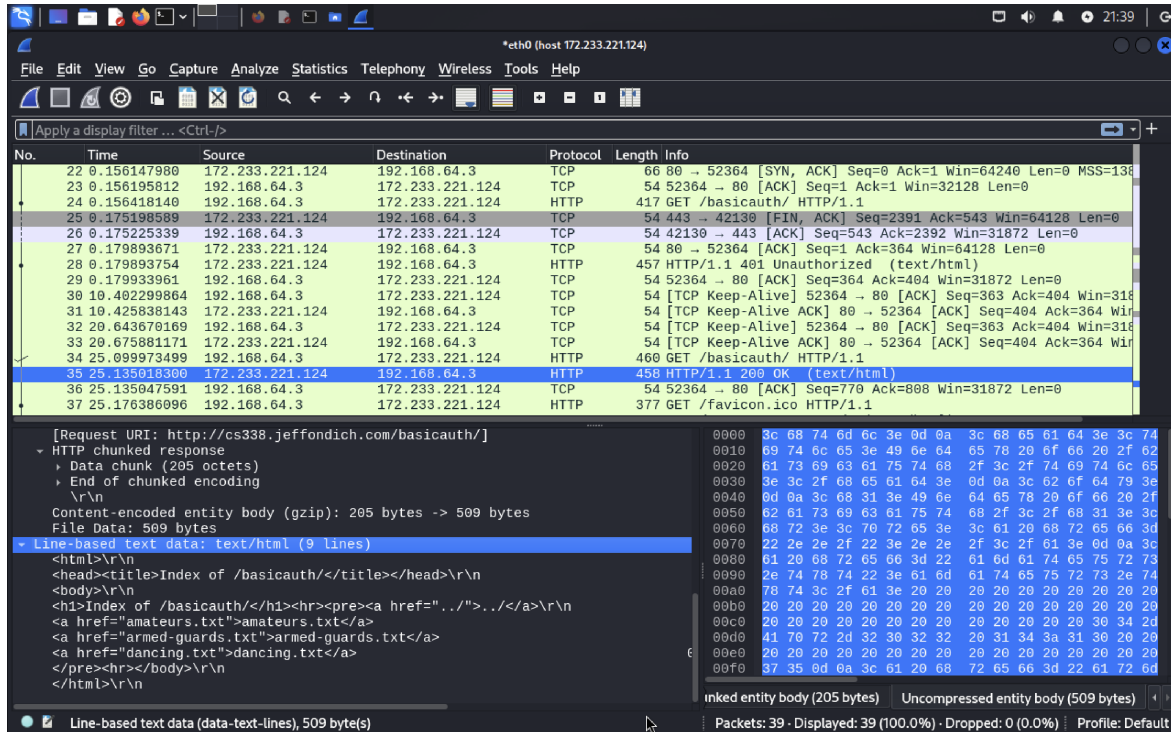 21:39
*eth0 (host 172.233.221.124)
File Edit View Go Capture Analyze Statistics Telephony Wireless Tools Help
Apply a display filter ... <Ctrl-/>
No. Time Source Destination Protocol Length Info
22 0.156147980 172.233.221.124 192.168.64.3 TCP 66 80 → 52364 [SYN, ACK] Seq=0 Ack=1 Win=64240 Len=0 MSS=138
23 0.156195812 192.168.64.3 172.233.221.124 TCP 54 52364 → 80 [ACK] Seq=1 Ack=1 Win=32128 Len=0
24 0.156418140 192.168.64.3 172.233.221.124 HTTP 417 GET /basicauth/ HTTP/1.1
25 0.175198589 172.233.221.124 192.168.64.3 TCP 54 443 → 42130 [FIN, ACK] Seq=2391 Ack=543 Win=64128 Len=0
26 0.175225339 192.168.64.3 172.233.221.124 TCP 54 42130 → 443 [ACK] Seq=543 Ack=2392 Win=31872 Len=0
27 0.179893671 172.233.221.124 192.168.64.3 TCP 54 80 → 52364 [ACK] Seq=1 Ack=364 Win=64128 Len=0
28 0.179893754 172.233.221.124 192.168.64.3 HTTP 457 HTTP/1.1 401 Unauthorized (text/html)
29 0.179933961 192.168.64.3 172.233.221.124 TCP 54 52364 → 80 [ACK] Seq=364 Ack=404 Win=31872 Len=0
30 10.402299864 192.168.64.3 172.233.221.124 TCP 54 [TCP Keep-Alive] 52364 → 80 [ACK] Seq=363 Ack=404 Win=318
31 10.425838143 172.233.221.124 192.168.64.3 TCP 54 [TCP Keep-Alive ACK] 80 → 52364 [ACK] Seq=404 Ack=364 Win
32 20.643670169 192.168.64.3 172.233.221.124 TCP 54 [TCP Keep-Alive] 52364 → 80 [ACK] Seq=363 Ack=404 Win=318
33 20.675881171 172.233.221.124 192.168.64.3 TCP 54 [TCP Keep-Alive ACK] 80 → 52364 [ACK] Seq=404 Ack=364 Win
34 25.099973499 192.168.64.3 172.233.221.124 HTTP 460 GET /basicauth/ HTTP/1.1
35 25.135018300 172.233.221.124 192.168.64.3 HTTP 458 HTTP/1.1 200 OK (text/html)
36 25.135047591 192.168.64.3 172.233.221.124 TCP 54 52364 → 80 [ACK] Seq=770 Ack=808 Win=31872 Len=0
37 25.176386096 192.168.64.3 172.233.221.124 HTTP 377 GET /favicon.ico HTTP/1.1
[Request URI: http://cs338.jeffondich.com/basicauth/]
HTTP chunked response
Data chunk (205 octets)
End of chunked encoding
\r\n
Content-encoded entity body (gzip): 205 bytes -> 509 bytes
File Data: 509 bytes
Line-based text data: text/html (9 lines)
<html>\r\n
<head><title>Index of /basicauth/</title></head>\r\n
<body>\r\n
<h1>Index of /basicauth/</h1><hr><pre><a href="../">../</a>\r\n
<a href="amateurs.txt">amateurs.txt</a>
<a href="armed-guards.txt">armed-guards.txt</a>
<a href="dancing.txt">dancing.txt</a>
</pre><hr></body>\r\n
</html>\r\n
0000 3c 68 74 6d 6c 3e 0d 0a 3c 68 65 61 64 3e 3c 74
0010 69 74 6c 65 3e 49 6e 64 65 78 20 6f 66 20 2f 62
0020 61 73 69 63 61 75 74 68 2f 3c 2f 74 69 74 6c 65
0030 3e 3c 2f 68 65 61 64 3e 0d 0a 3c 62 6f 64 79 3e
0040 0d 0a 3c 68 31 3e 49 6e 64 65 78 20 6f 66 20 2f
0050 62 61 73 69 63 61 75 74 68 2f 3c 2f 68 31 3e 3c
0060 68 72 3e 3c 70 72 65 3e 3c 61 20 68 72 65 66 3d
0070 22 2e 2e 2f 22 3e 2e 2e 2f 3c 2f 61 3e 0d 0a 3c
0080 61 20 68 72 65 66 3d 22 61 6d 61 74 65 75 72 73
0090 2e 74 78 74 22 3e 61 6d 61 74 65 75 72 73 2e 74
00a0 78 74 3c 2f 61 3e 20 20 20 20 20 20 20 20 20 20
00b0 20 20 20 20 20 20 20 20 20 20 20 20 20 20 20 20
00c0 20 20 20 20 20 20 20 20 20 20 20 20 20 30 34 2d
00d0 41 70 72 2d 32 30 32 32 20 31 34 3a 31 30 20 20
00e0 20 20 20 20 20 20 20 20 20 20 20 20 20 20 20 20
00f0 37 35 0d 0a 3c 61 20 68 72 65 66 3d 22 61 72 6d
nked entity body (205 bytes) Uncompressed entity body (509 bytes)
Line-based text data (data-text-lines), 509 byte(s) Packets: 39 · Displayed: 39 (100.0%) · Dropped: 0 (0.0%) Profile: Default